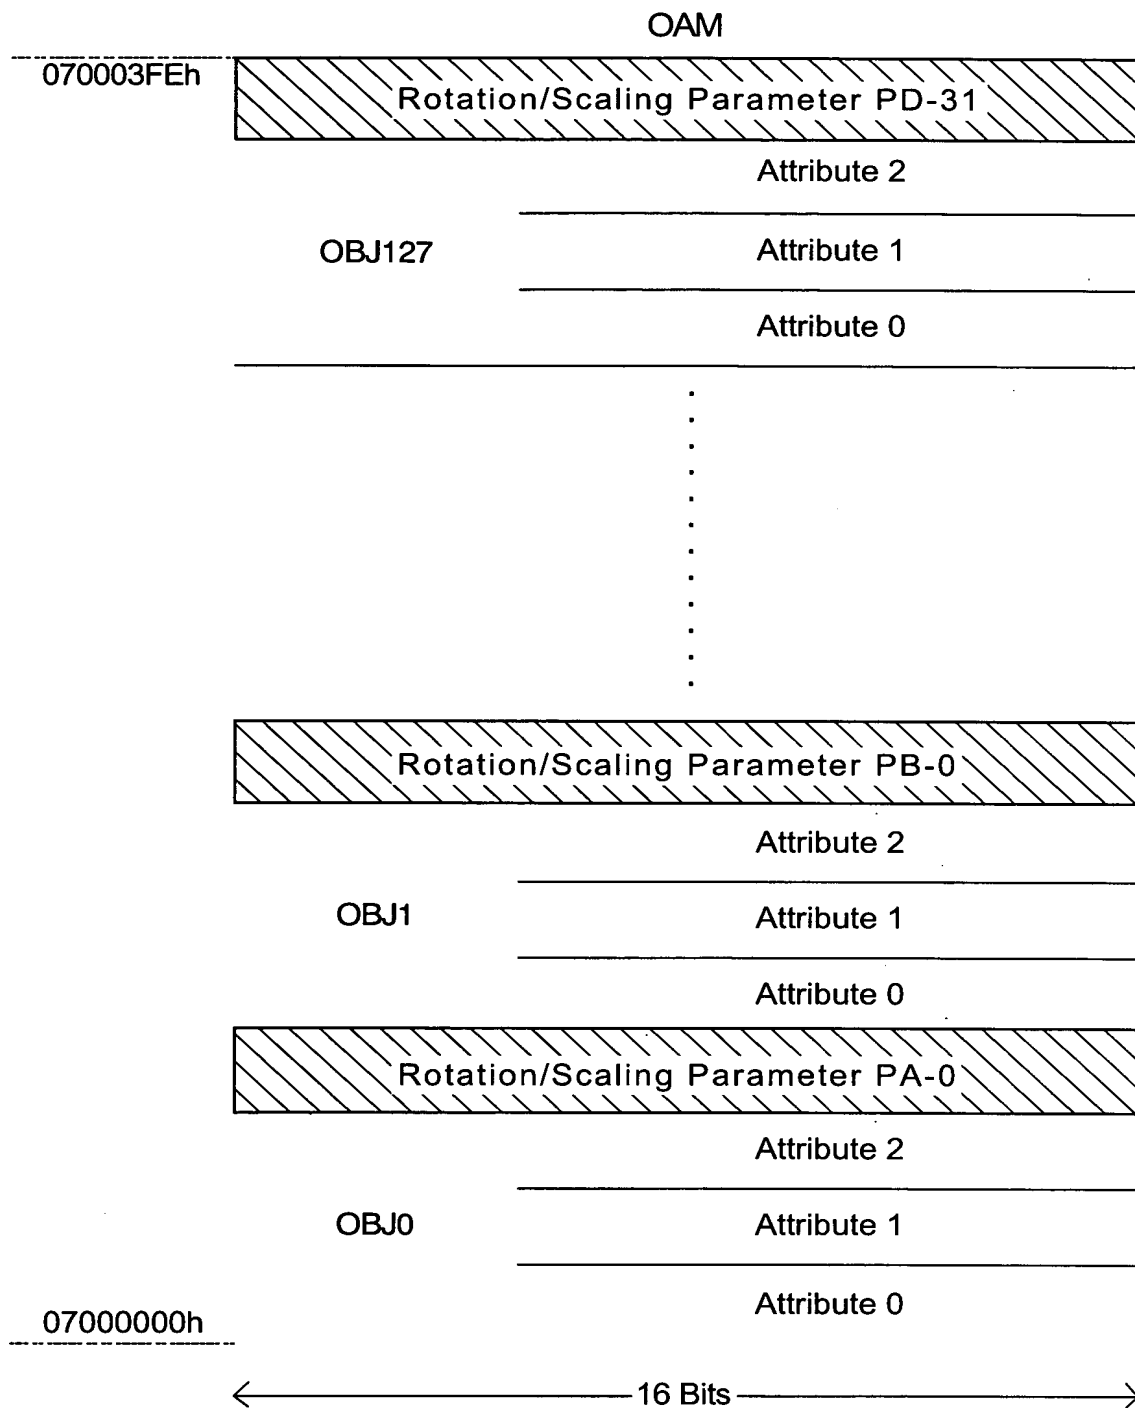 OAM
070003FEh
Rotation/Scaling Parameter PD-31
Attribute 2
OBJ127
Attribute 1
Attribute 0
Rotation/Scaling Parameter PB-0
Attribute 2
OBJ1
Attribute 1
Attribute 0
Rotation/Scaling Parameter PA-0
Attribute 2
OBJ0
Attribute 1
Attribute 0
07000000h
16 Bits